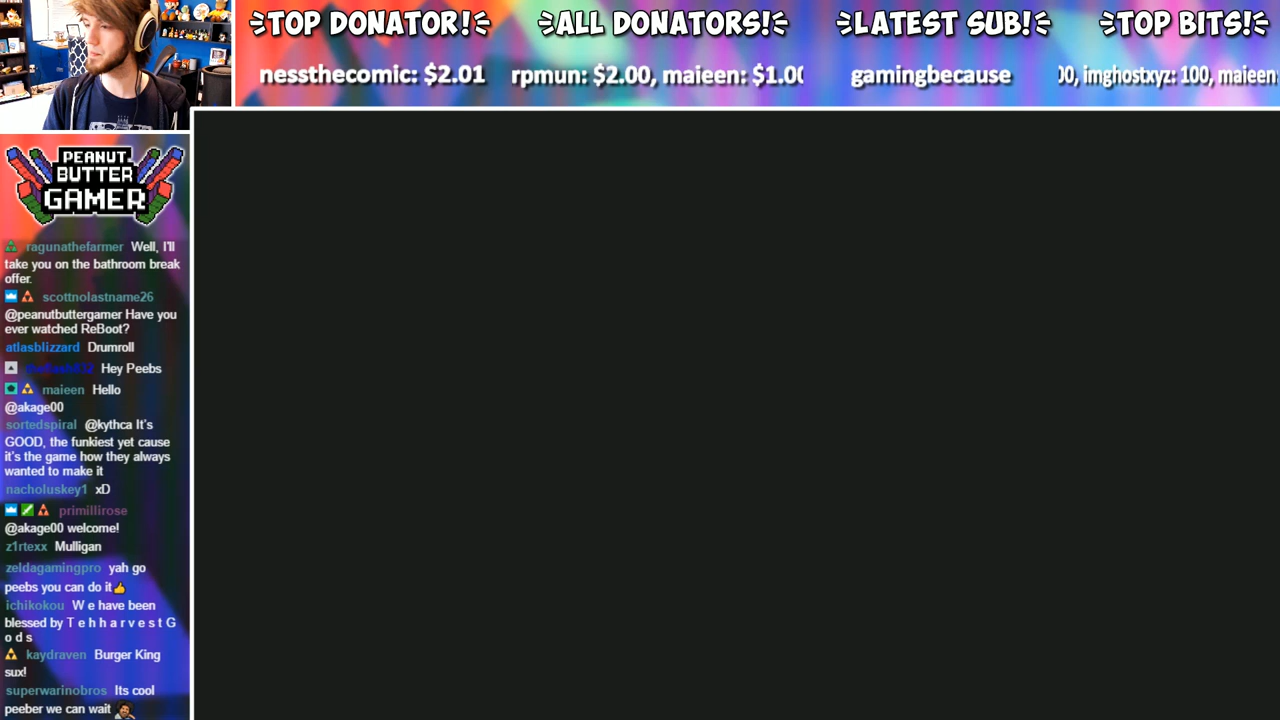 TOP DONATOR!
ALL DONATORS!
LATEST SUB!
TOP BITS!
nessthecomic: $2.01
rpmun: $2.00, maieen: $1.00
gamingbecause
00, imghostxyz: 100, maieen
PEANUT
BUTTER
GAMER
ragunathefarmer Well, I'll
take you on the bathroom break
offer.
scottnolastname26
@peanutbuttergamer Have you
ever watched ReBoot?
atlasblizzard Drumroll
Hey Peebs
maieen Hello
@akage00
sortedspiral @kythca It's
GOOD, the funkiest yet cause
it's the game how they always
wanted to make it
nacholuskey1 xD
primillirose
@akage00 welcome!
z1rtexx Mulligan
zeldagamingpro yah go
peebs you can do it👍
ichikokou W e have been
blessed by T e h h a r v e s t G
o d s
kaydraven Burger King
sux!
superwarinobros Its cool
peeber we can wait